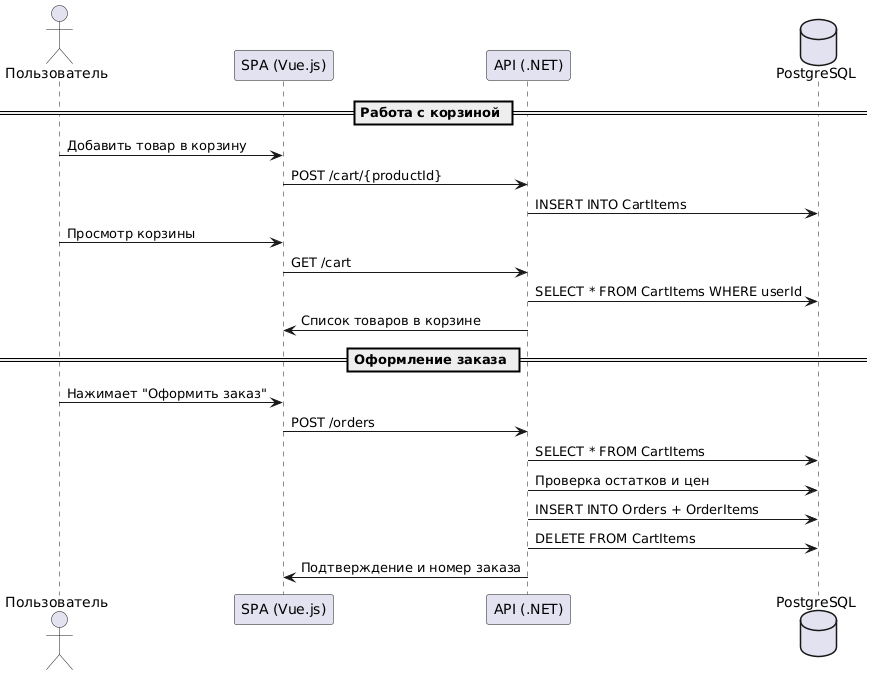 Пользователь
SPA (Vue.js)
API (.NET)
PostgreSQL
Работа с корзиной
Добавить товар в корзину
POST /cart/{productId}
INSERT INTO CartItems
Просмотр корзины
GET /cart
SELECT * FROM CartItems WHERE userId
Список товаров в корзине
Оформление заказа
Нажимает "Оформить заказ"
POST /orders
SELECT * FROM CartItems
Проверка остатков и цен
INSERT INTO Orders + OrderItems
DELETE FROM CartItems
Подтверждение и номер заказа
Пользователь
SPA (Vue.js)
API (.NET)
PostgreSQL